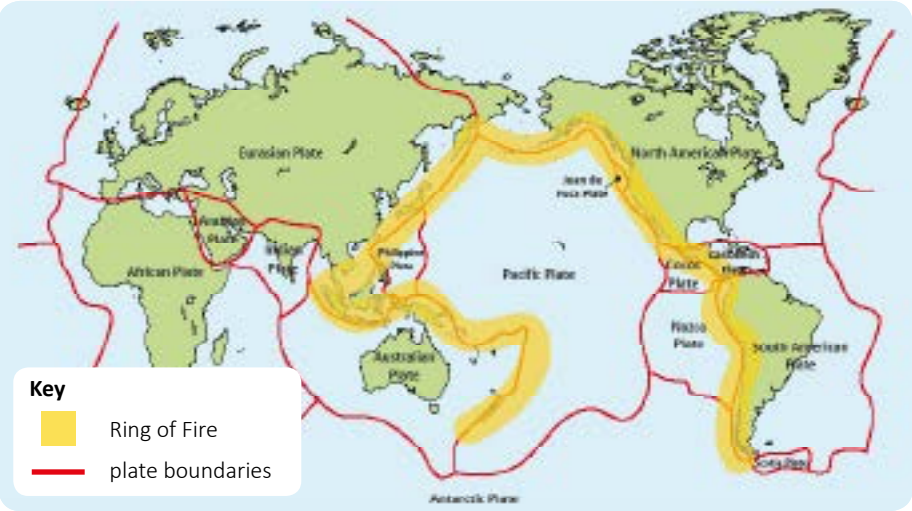 Eurasian Plate
North American Plate
Juan de
Fuca Plate
Arabian
Plate
Indian
Plate
Philippine
Plate
African Plate
Pacific Plate
Cocos
Plate
Caribbean
Plate
Nazca
Plate
South American
Plate
Australian
Plate
Scotia Plate
Antarctic Plate
Key
Ring of Fire
plate boundaries